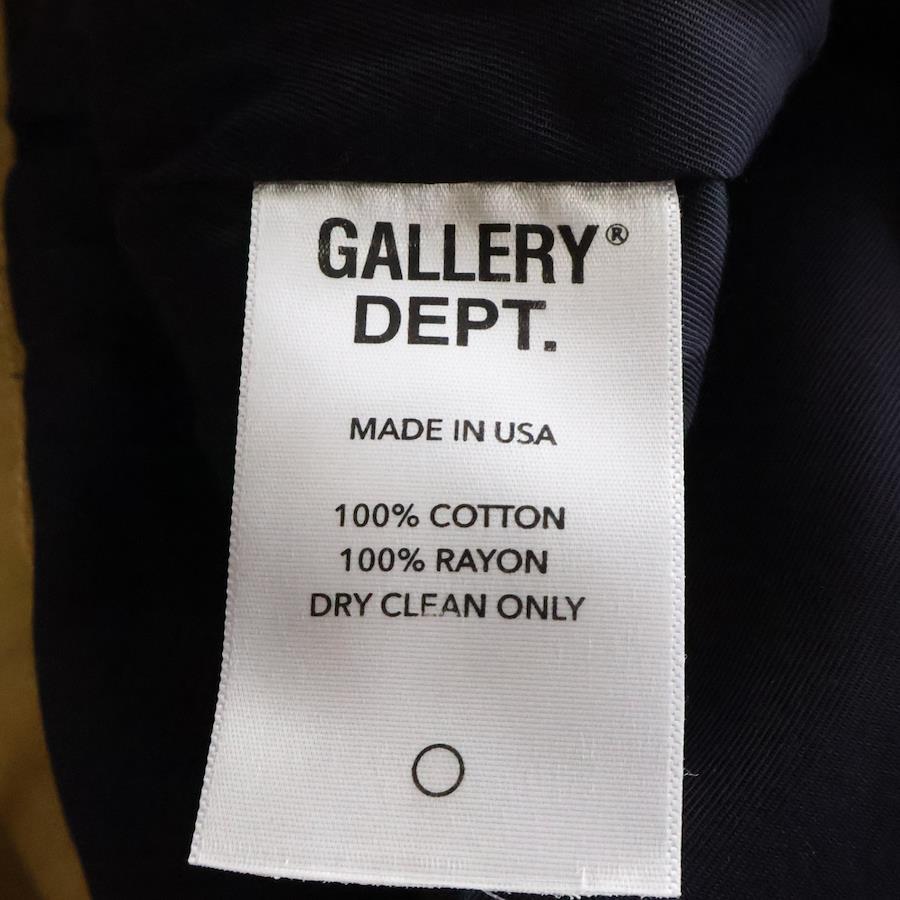 GALLERY®
DEPT.
MADE IN USA
100% COTTON
100% RAYON
DRY CLEAN ONLY